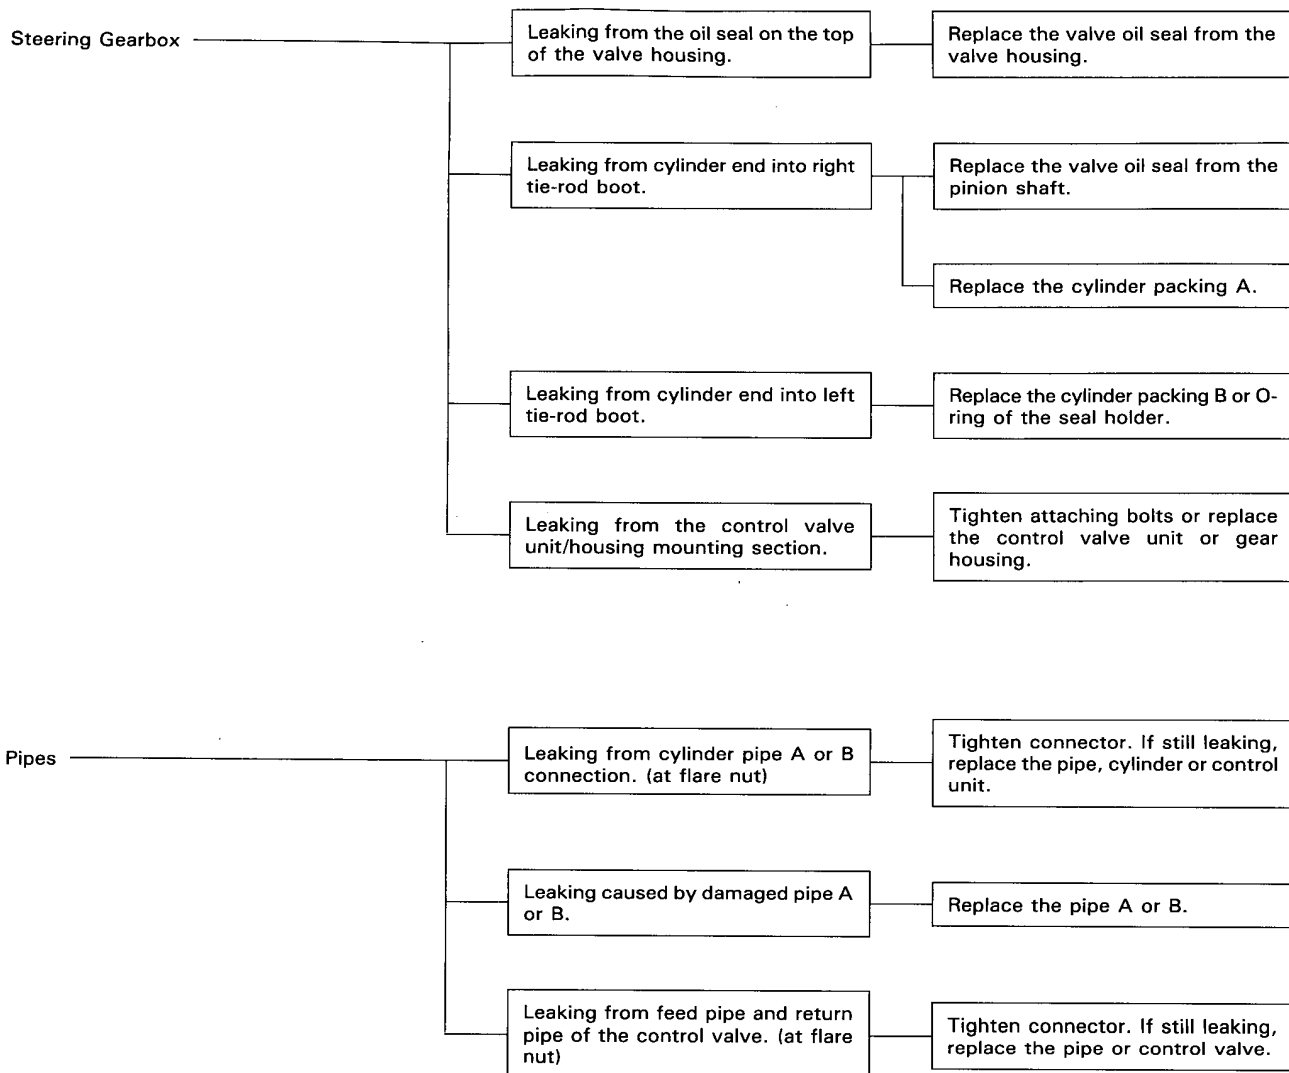 Steering Gearbox
Leaking from the oil seal on the top
of the valve housing.
Replace the valve oil seal from the
valve housing.
Leaking from cylinder end into right
tie-rod boot.
Replace the valve oil seal from the
pinion shaft.
Replace the cylinder packing A.
Leaking from cylinder end into left
tie-rod boot.
Replace the cylinder packing B or O-
ring of the seal holder.
Leaking from the control valve
unit/housing mounting section.
Tighten attaching bolts or replace
the control valve unit or gear
housing.
Pipes
Leaking from cylinder pipe A or B
connection. (at flare nut)
Tighten connector. If still leaking,
replace the pipe, cylinder or control
unit.
Leaking caused by damaged pipe A
or B.
Replace the pipe A or B.
Leaking from feed pipe and return
pipe of the control valve. (at flare
nut)
Tighten connector. If still leaking,
replace the pipe or control valve.